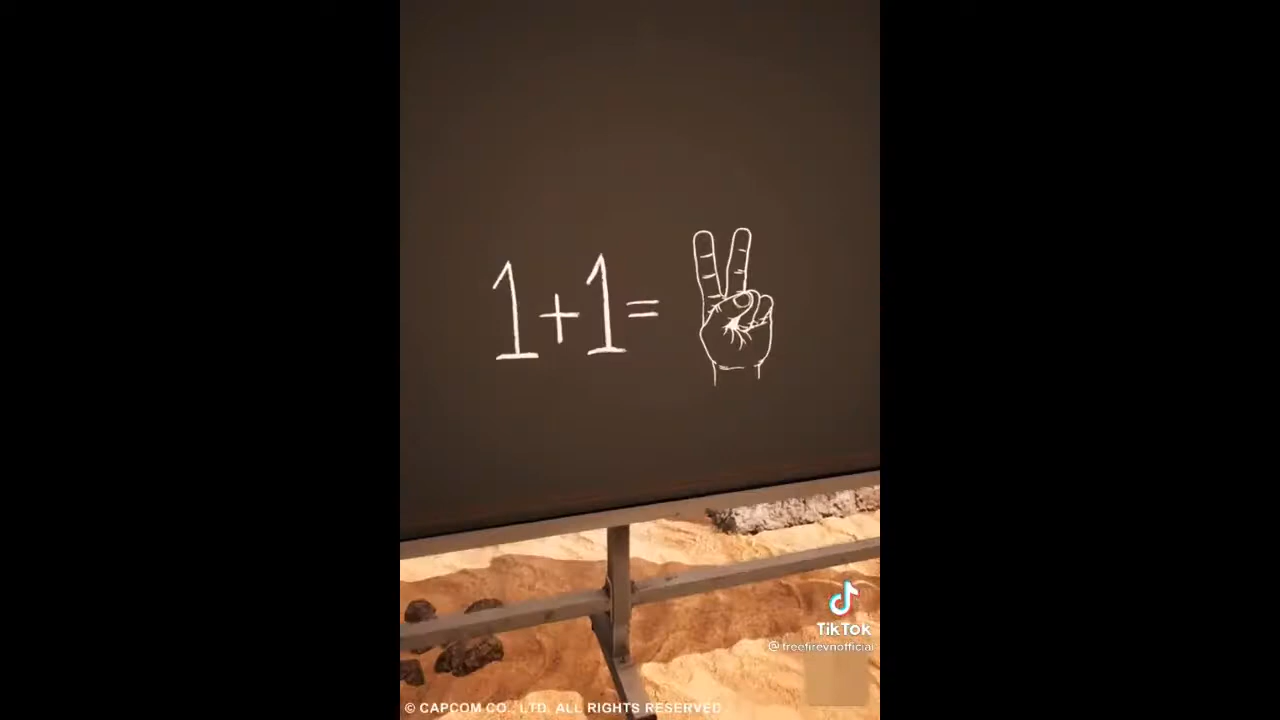 1+1=
TikTok
@freefirevnofficial
© CAPCOM CO., LTD. ALL RIGHTS RESERVED